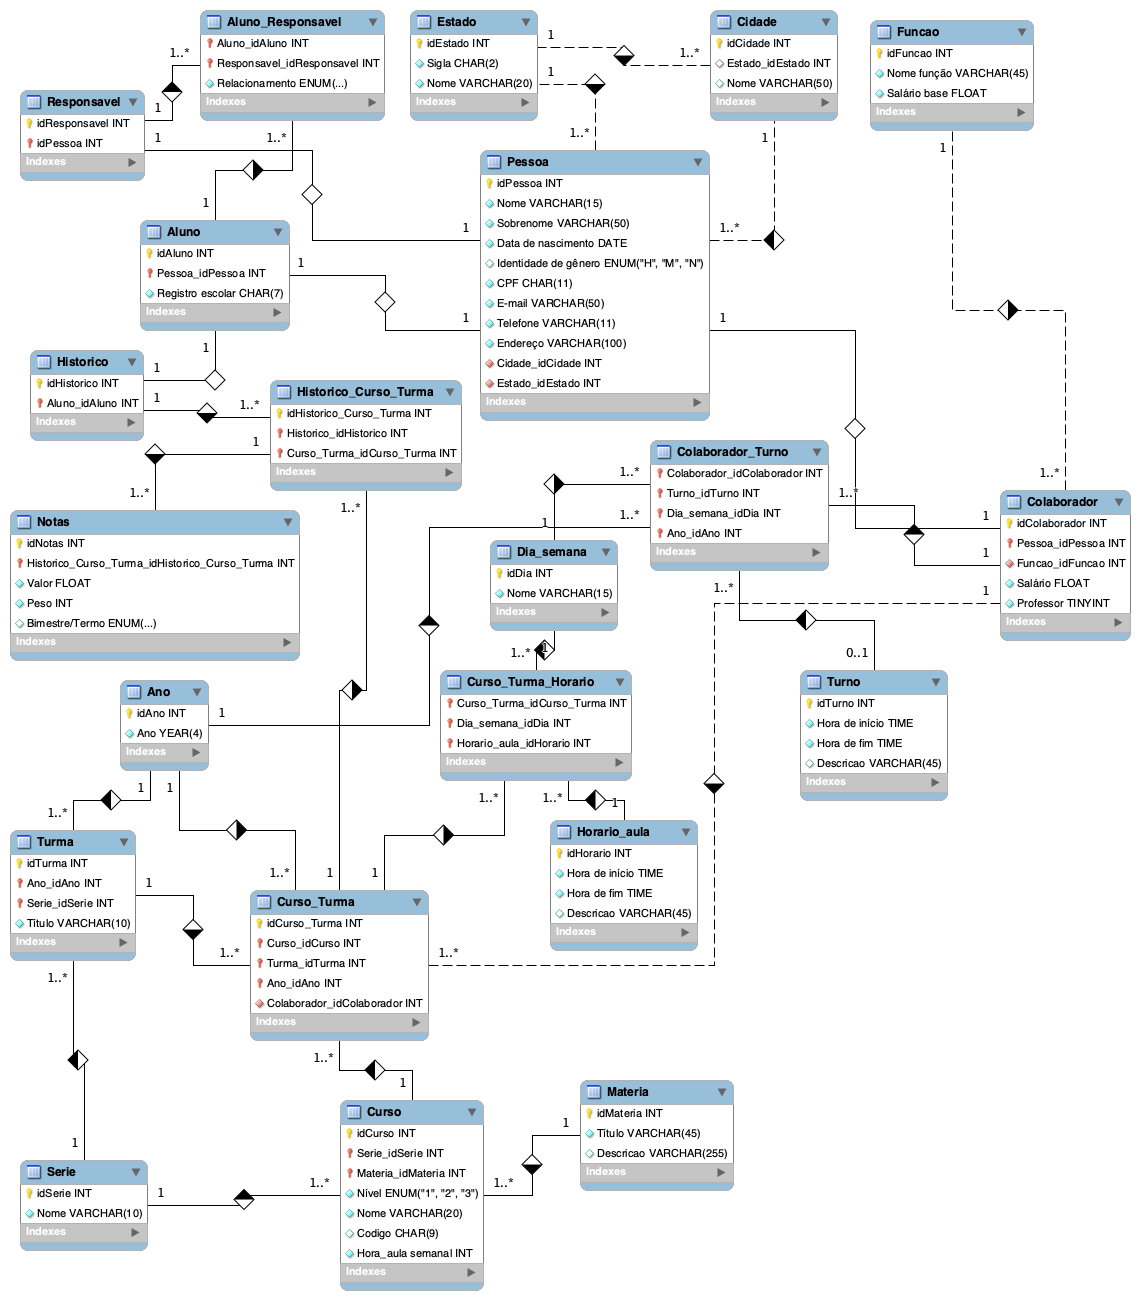 Aluno_Responsavel
Aluno_idAluno INT
Responsavel_idResponsavel INT
Relacionamento ENUM(...)
Indexes
Estado
idEstado INT
Sigla CHAR(2)
Nome VARCHAR(20)
Indexes
Cidade
idCidade INT
Estado_idEstado INT
Nome VARCHAR(50)
Indexes
Funcao
idFuncao INT
Nome função VARCHAR(45)
Salário base FLOAT
Indexes
1..*
1
1
1..*
1
1..*
1
1..*
1
1
1..*
Responsavel
idResponsavel INT
idPessoa INT
Indexes
Pessoa
idPessoa INT
Nome VARCHAR(15)
Sobrenome VARCHAR(50)
Data de nascimento DATE
Identidade de gênero ENUM("H", "M", "N")
CPF CHAR(11)
E-mail VARCHAR(50)
Telefone VARCHAR(11)
Endereço VARCHAR(100)
Cidade_idCidade INT
Estado_idEstado INT
Indexes
1
1
1
1
1
Aluno
idAluno INT
Pessoa_idPessoa INT
Registro escolar CHAR(7)
Indexes
1
1
1
1..*
Historico
idHistorico INT
Aluno_idAluno INT
Indexes
Historico_Curso_Turma
idHistorico_Curso_Turma INT
Historico_idHistorico INT
Curso_Turma_idCurso_Turma INT
Indexes
1
1..*
1..*
Colaborador_Turno
Colaborador_idColaborador INT
Turno_idTurno INT
Dia_semana_idDia INT
Ano_idAno INT
Indexes
1..*
1..*
1..*
1..*
1
1
1
Colaborador
idColaborador INT
Pessoa_idPessoa INT
Funcao_idFuncao INT
Salário FLOAT
Professor TINYINT
Indexes
Notas
idNotas INT
Historico_Curso_Turma_idHistorico_Curso_Turma INT
Valor FLOAT
Peso INT
Bimestre/Termo ENUM(...)
Indexes
1
Dia_semana
idDia INT
Nome VARCHAR(15)
Indexes
1..*
1
1..*
0..1
Curso_Turma_Horario
Curso_Turma_idCurso_Turma INT
Dia_semana_idDia INT
Horario_aula_idHorario INT
Indexes
Turno
idTurno INT
Hora de início TIME
Hora de fim TIME
Descricao VARCHAR(45)
Indexes
Ano
idAno INT
Ano YEAR(4)
Indexes
1
1
1
1..*
1..*
1..*
1
Horario_aula
idHorario INT
Hora de início TIME
Hora de fim TIME
Descricao VARCHAR(45)
Indexes
Turma
idTurma INT
Ano_idAno INT
Serie_idSerie INT
Título VARCHAR(10)
Indexes
1
1..*
1..*
1
1
1..*
Curso_Turma
idCurso_Turma INT
Curso_idCurso INT
Turma_idTurma INT
Ano_idAno INT
Colaborador_idColaborador INT
Indexes
1..*
1..*
1
1
Curso
idCurso INT
Serie_idSerie INT
Materia_idMateria INT
Nível ENUM("1", "2", "3")
Nome VARCHAR(20)
Codigo CHAR(9)
Hora_aula semanal INT
Indexes
Materia
idMateria INT
Título VARCHAR(45)
Descricao VARCHAR(255)
Indexes
1
1..*
Serie
idSerie INT
Nome VARCHAR(10)
Indexes
1
1..*